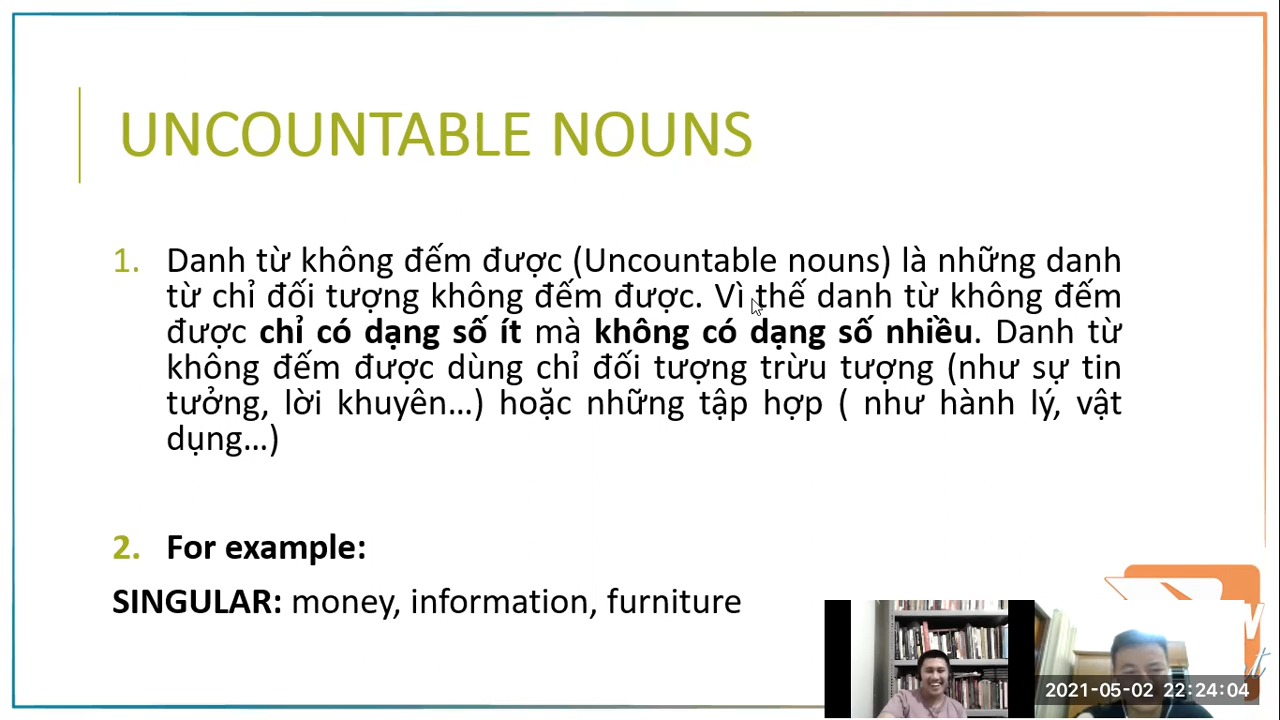 UNCOUNTABLE NOUNS
1. Danh từ không đếm được (Uncountable nouns) là những danh
từ chỉ đối tượng không đếm được. Vì thế danh từ không đếm
được chỉ có dạng số ít mà không có dạng số nhiều. Danh từ
không đếm được dùng chỉ đối tượng trừu tượng (như sự tin
tưởng, lời khuyên...) hoặc những tập hợp ( như hành lý, vật
dụng...)
2. For example:
SINGULAR: money, information, furniture
2021-05-02 22:24:04